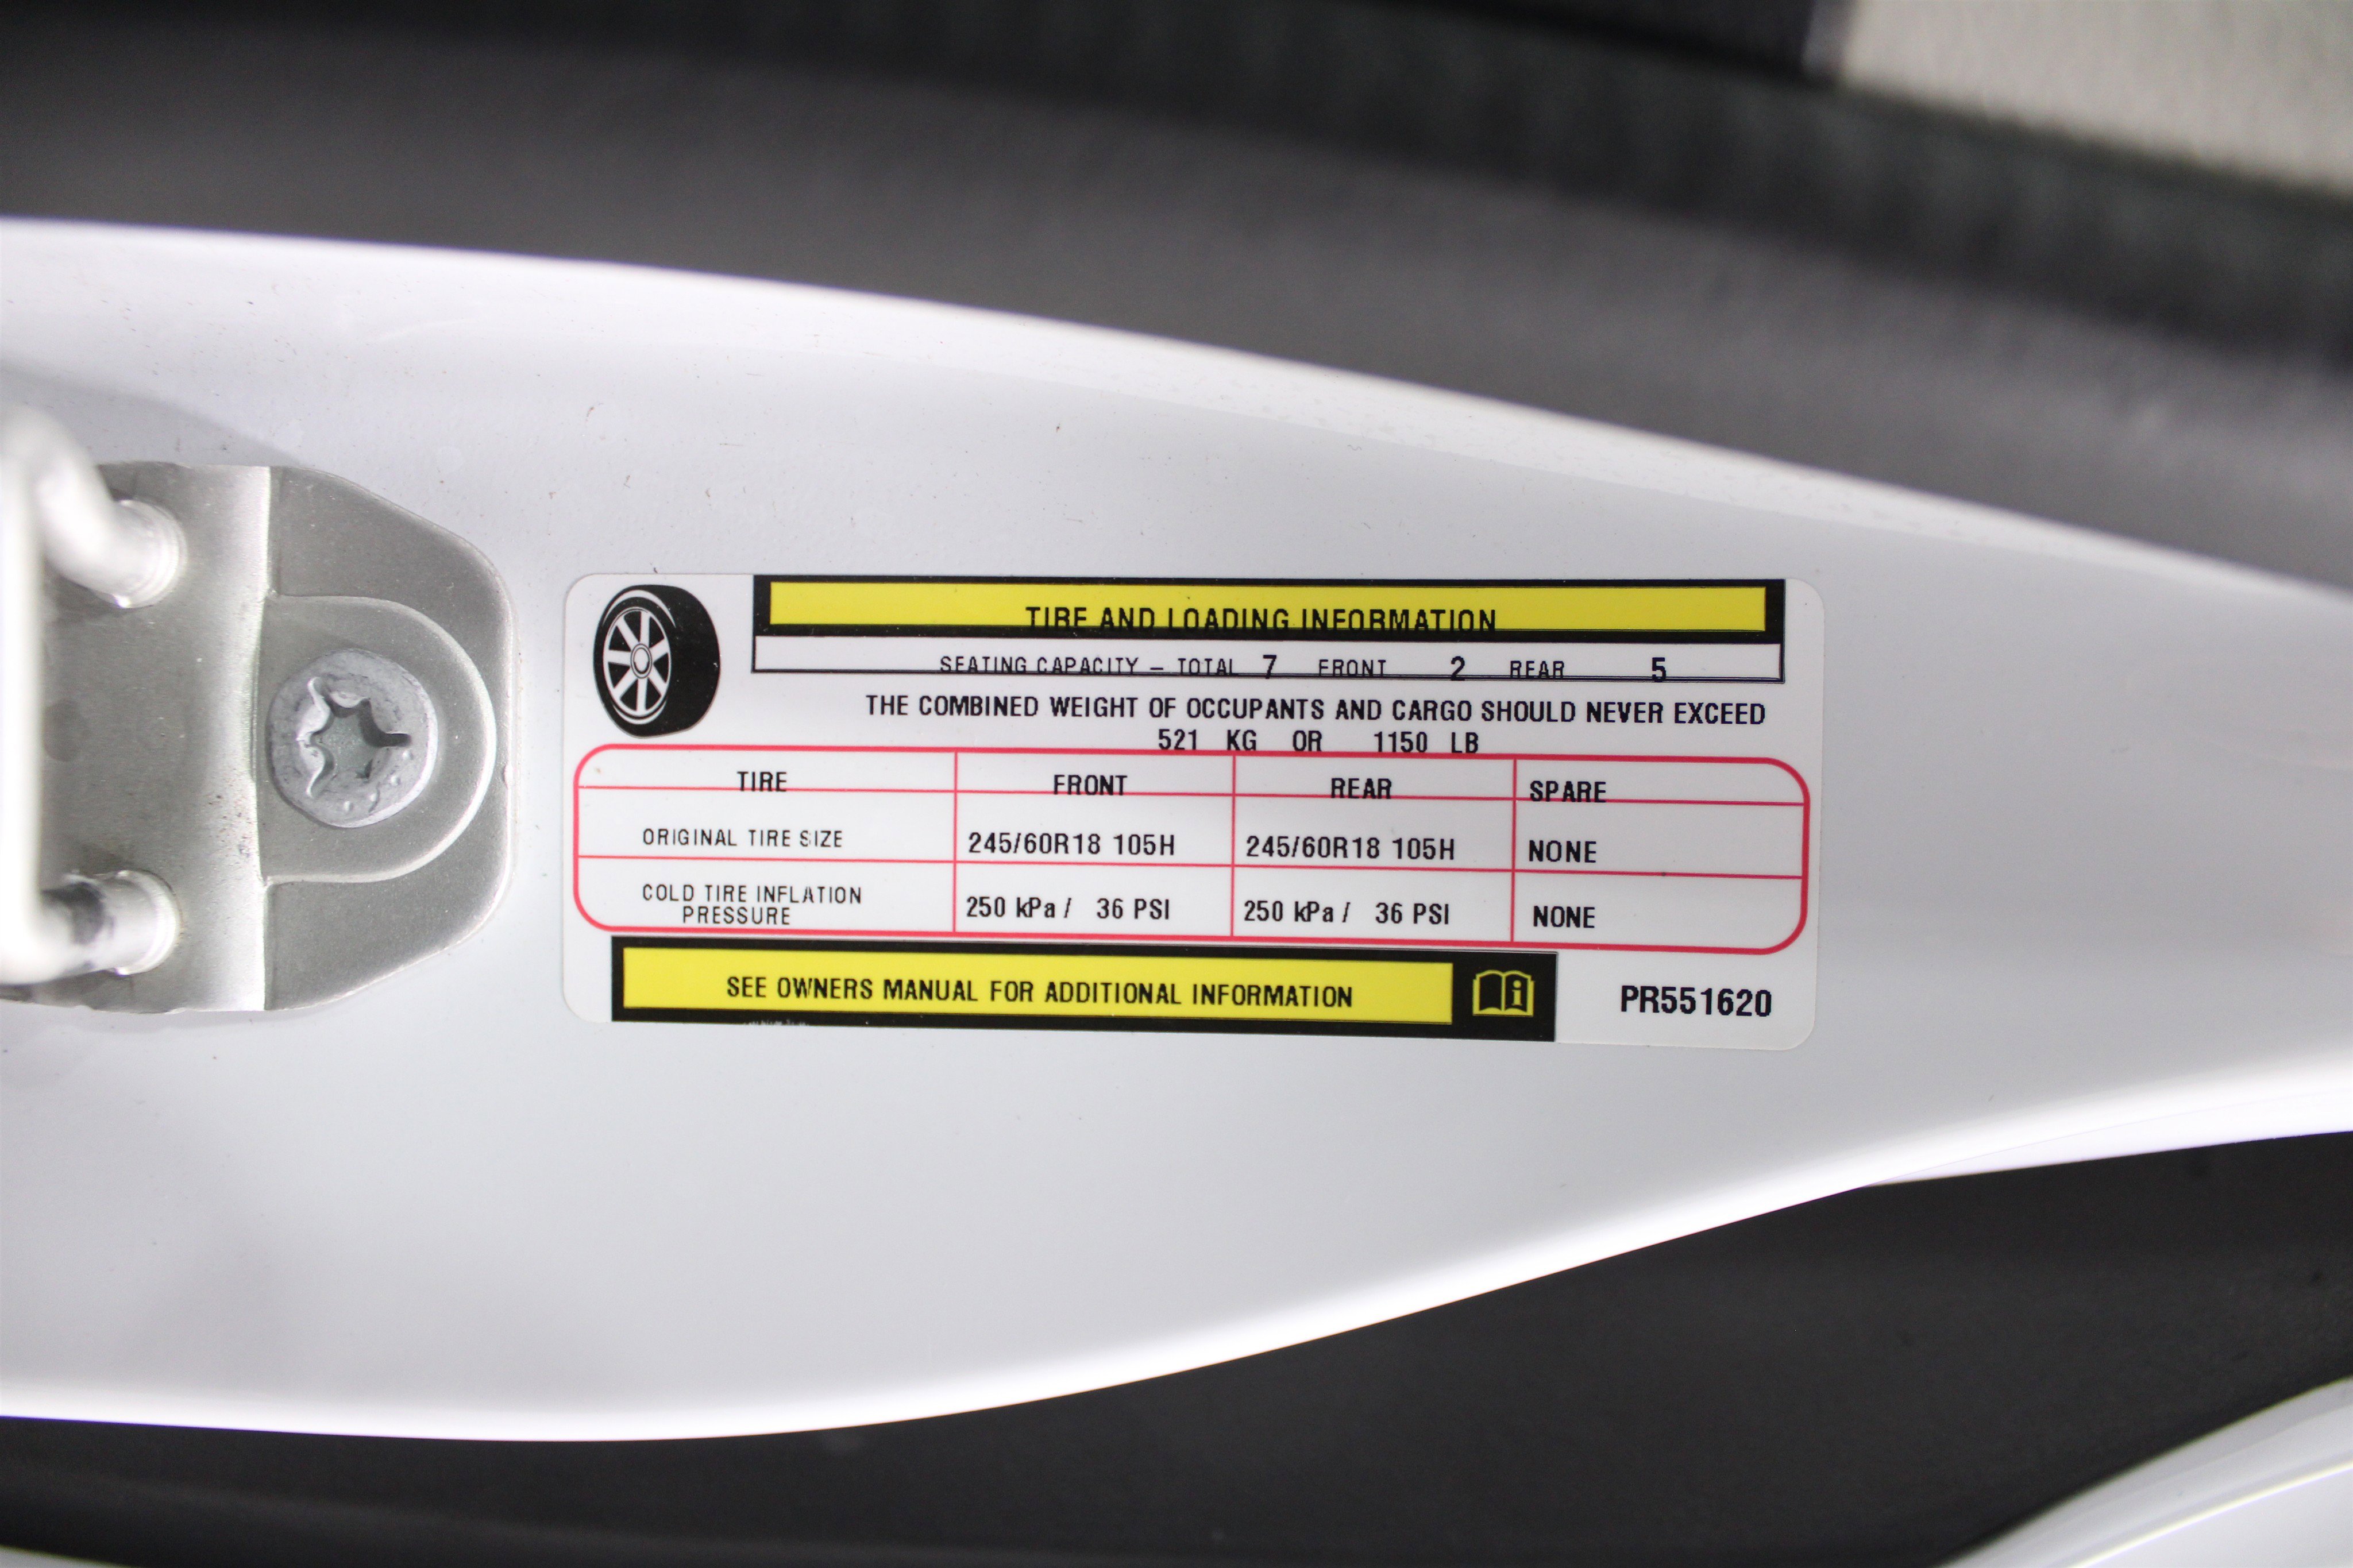 TIRE AND LOADING INFORMATION
SEATING CAPACITY – TOTAL 7 FRONT 2 REAR 5
THE COMBINED WEIGHT OF OCCUPANTS AND CARGO SHOULD NEVER EXCEED
521 KG OR 1150 LB
TIRE FRONT REAR SPARE
ORIGINAL TIRE SIZE 245/60R18 105H 245/60R18 105H NONE
COLD TIRE INFLATION PRESSURE 250 kPa / 36 PSI 250 kPa / 36 PSI NONE
SEE OWNERS MANUAL FOR ADDITIONAL INFORMATION
PR551620